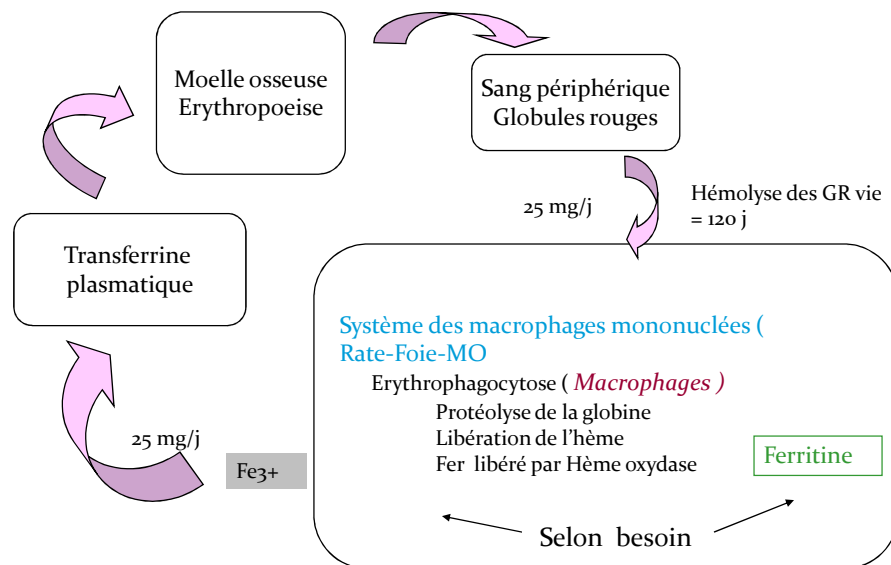 Moelle osseuse
Erythropoeise
Sang périphérique
Globules rouges
25 mg/j
Hémolyse des GR vie
= 120 j
Transferrine
plasmatique
Système des macrophages mononuclées (
Rate-Foie-MO
Erythrophagocytose ( Macrophages )
Protéolyse de la globine
Libération de l'hème
Fer libéré par Hème oxydase
Ferritine
25 mg/j
Fe3+
Selon besoin